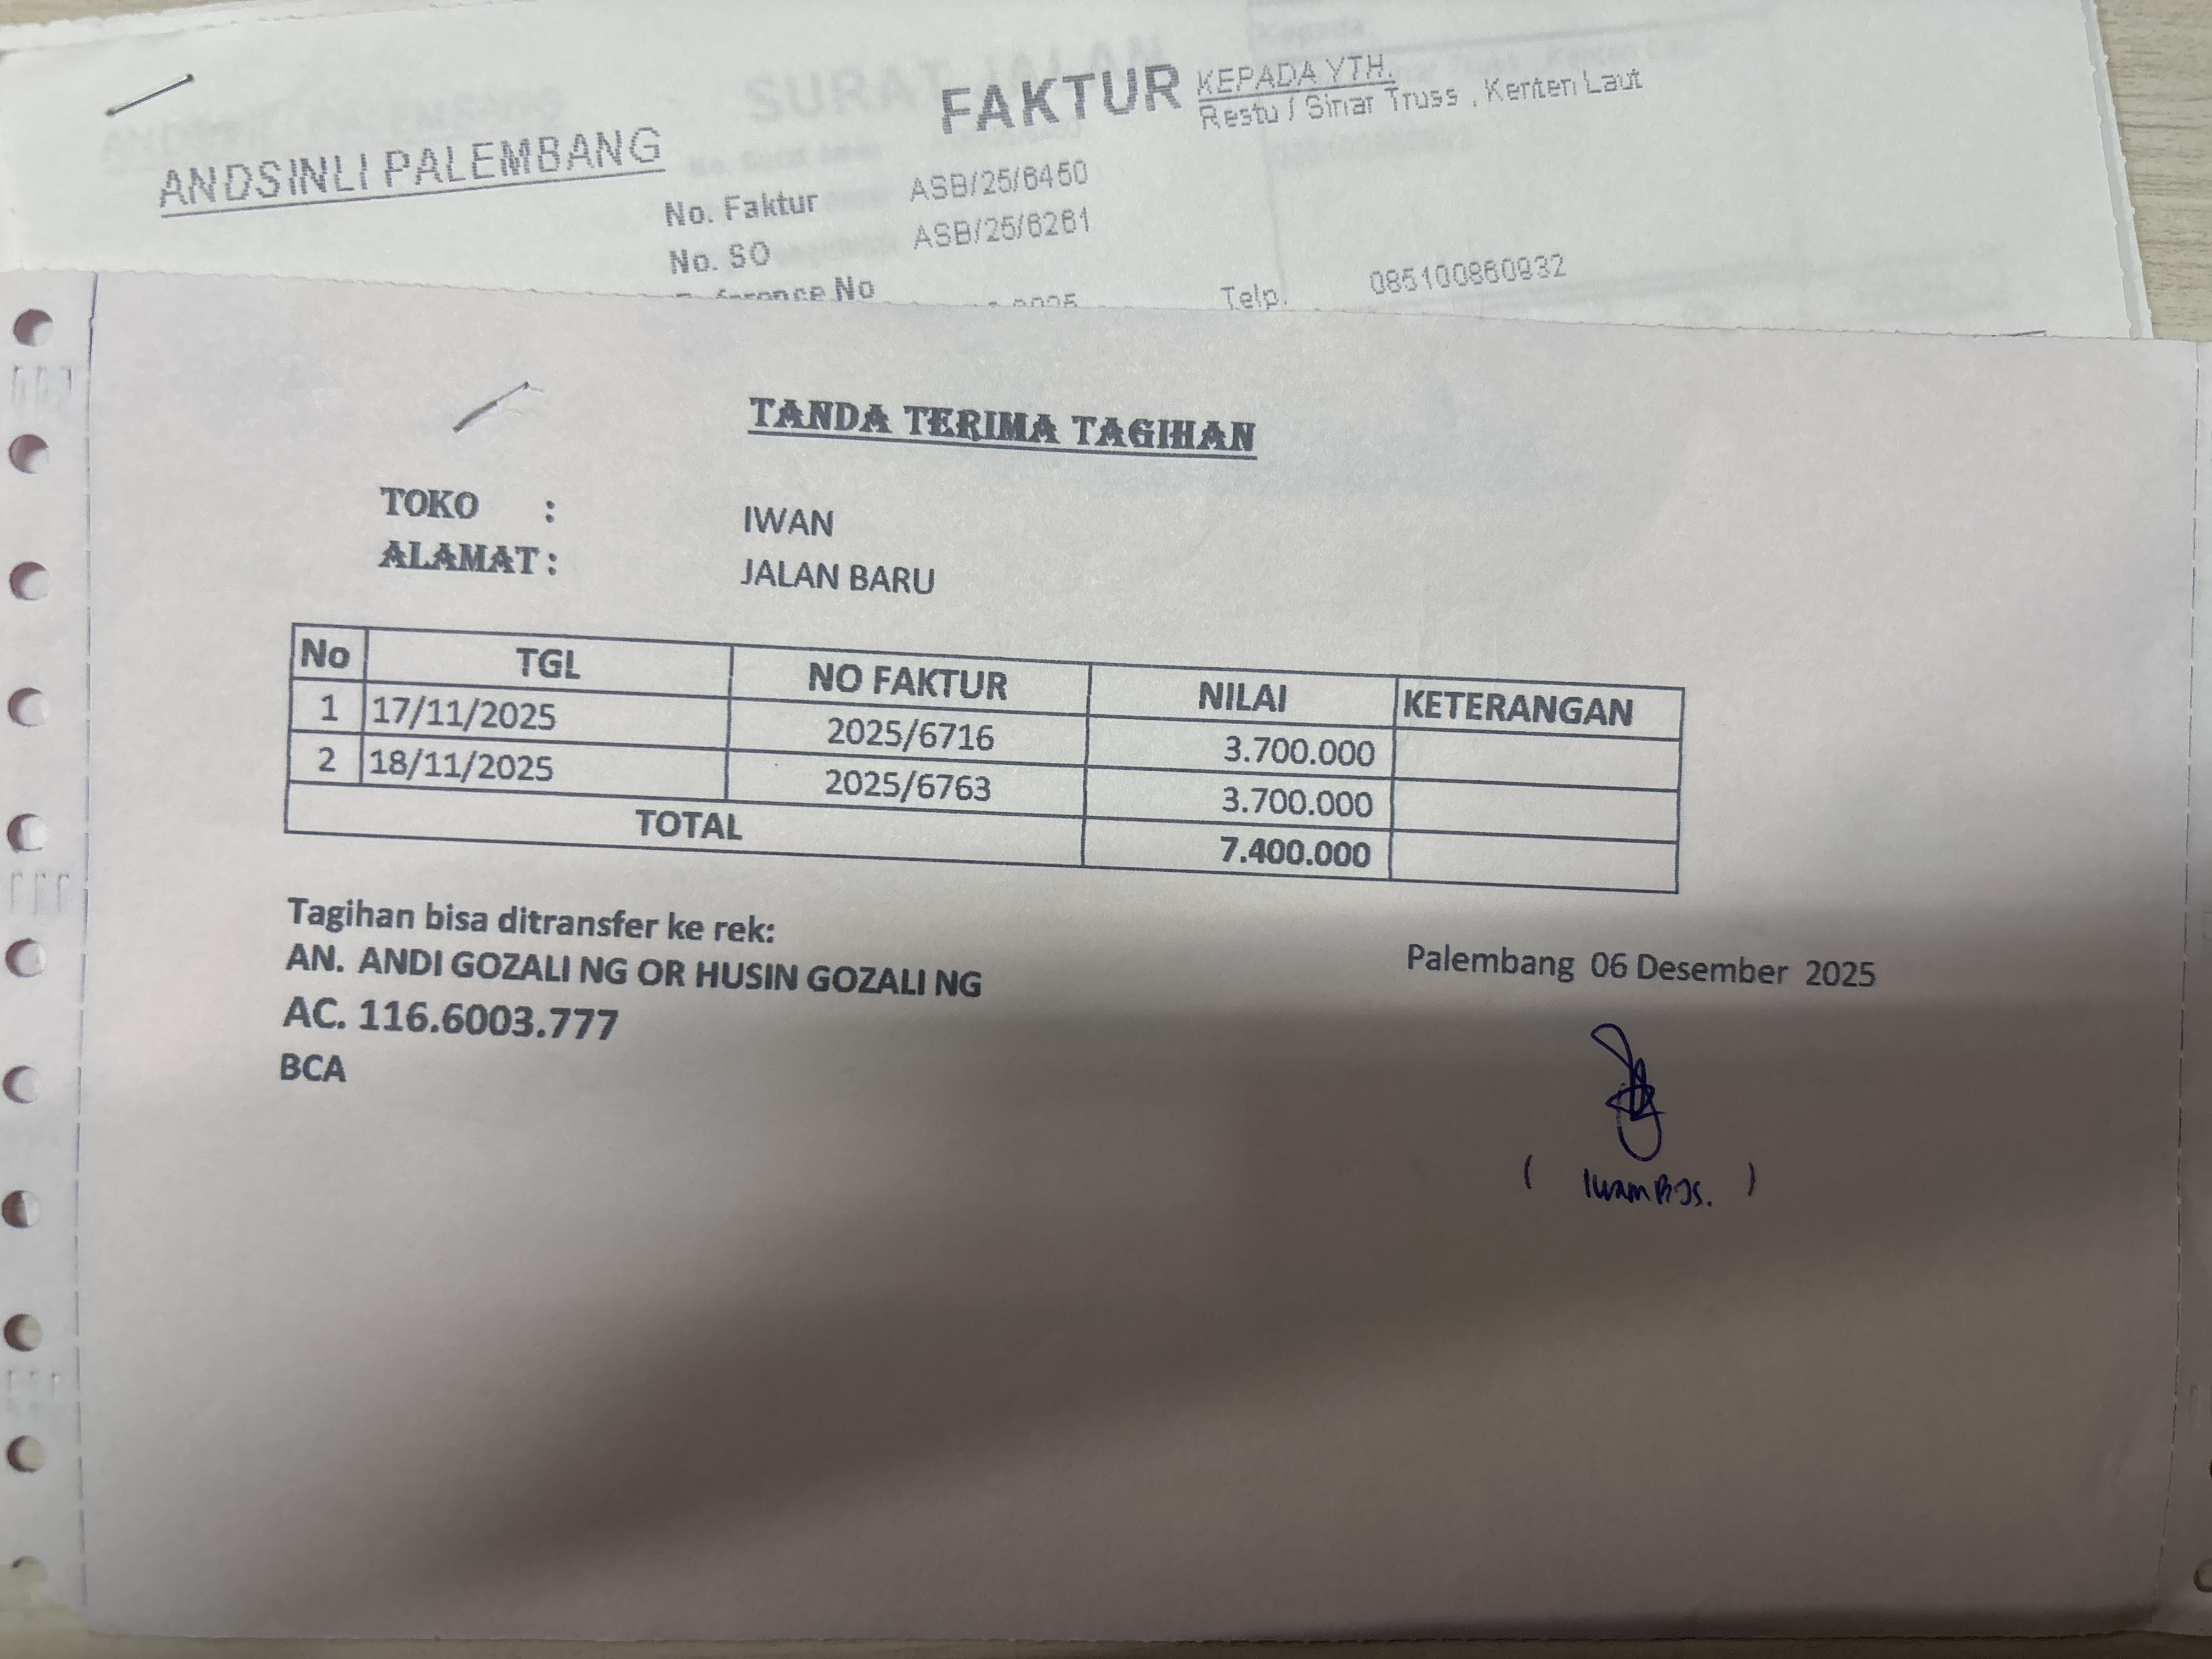 ANDSINLI PALEMBANG
FAKTUR
KEPADA YTH.
Restu / Sinar Truss , Kenten Laut
No. Faktur ASB/25/6450
No. SO ASB/25/6261
No
Telp. 085100860932
SURAT JALAN
TANDA TERIMA TAGIHAN
TOKO : IWAN
ALAMAT : JALAN BARU
No TGL NO FAKTUR NILAI KETERANGAN
1 17/11/2025 2025/6716 3.700.000
2 18/11/2025 2025/6763 3.700.000
TOTAL 7.400.000
Tagihan bisa ditransfer ke rek:
AN. ANDI GOZALI NG OR HUSIN GOZALI NG
AC. 116.6003.777
BCA
Palembang 06 Desember 2025